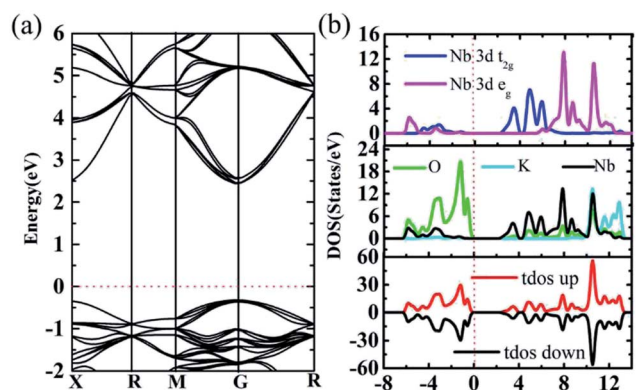 (a)
Energy(eV)
6
5
4
3
2
1
0
-1
-2
X R M G R
(b)
DOS(States/eV)
16
12
8
4
0
Nb 3d t2g
Nb 3d eg
24
18
12
6
0
O K Nb
60
30
0
-30
-60
tdos up
tdos down
-8 -4 0 4 8 12